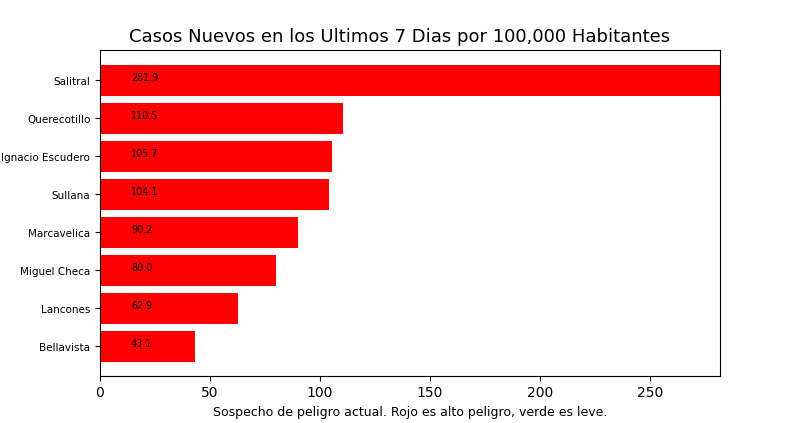 Casos Nuevos en los Ultimos 7 Dias por 100,000 Habitantes
Salitral 281.9
Querecotillo 110.5
Ignacio Escudero 105.7
Sullana 104.1
Marcavelica 90.2
Miguel Checa 80.0
Lancones 62.9
Bellavista 43.1
0 50 100 150 200 250
Sospecho de peligro actual. Rojo es alto peligro, verde es leve.